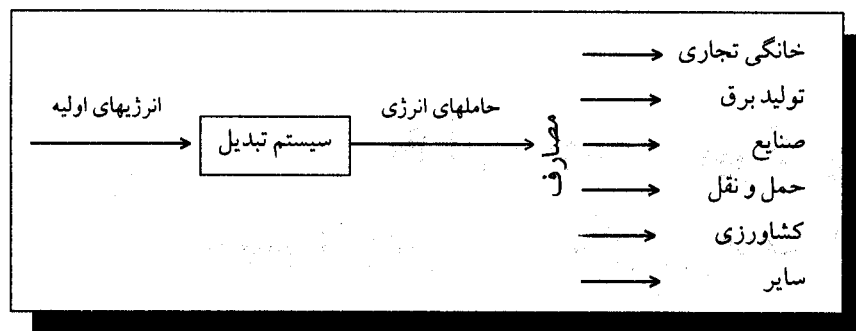 انرژیهای اولیه
سیستم تبدیل
حاملهای انرژی
مصارف
خانگی تجاری
تولید برق
صنایع
حمل و نقل
کشاورزی
سایر